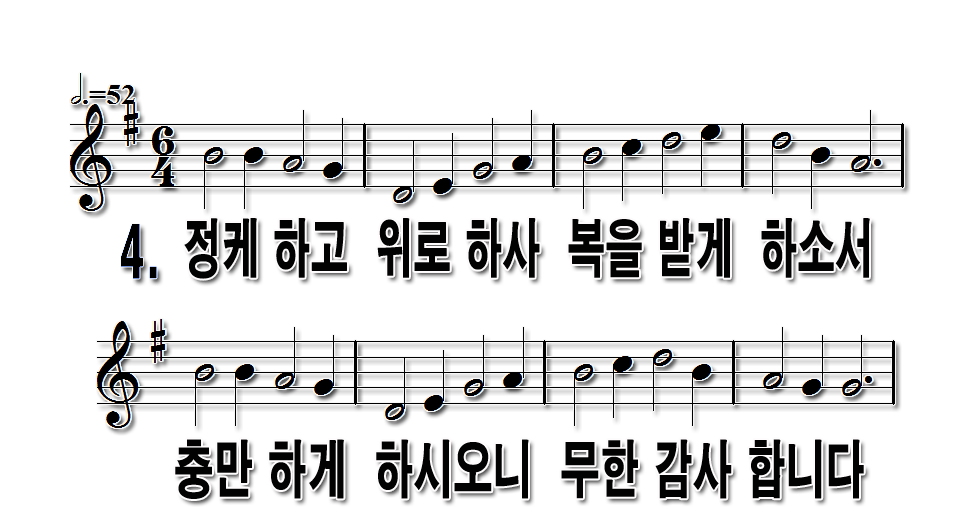 =52
6
4
4. 정케 하고 위로 하사 복을 받게 하소서
충만 하게 하시오니 무한 감사 합니다